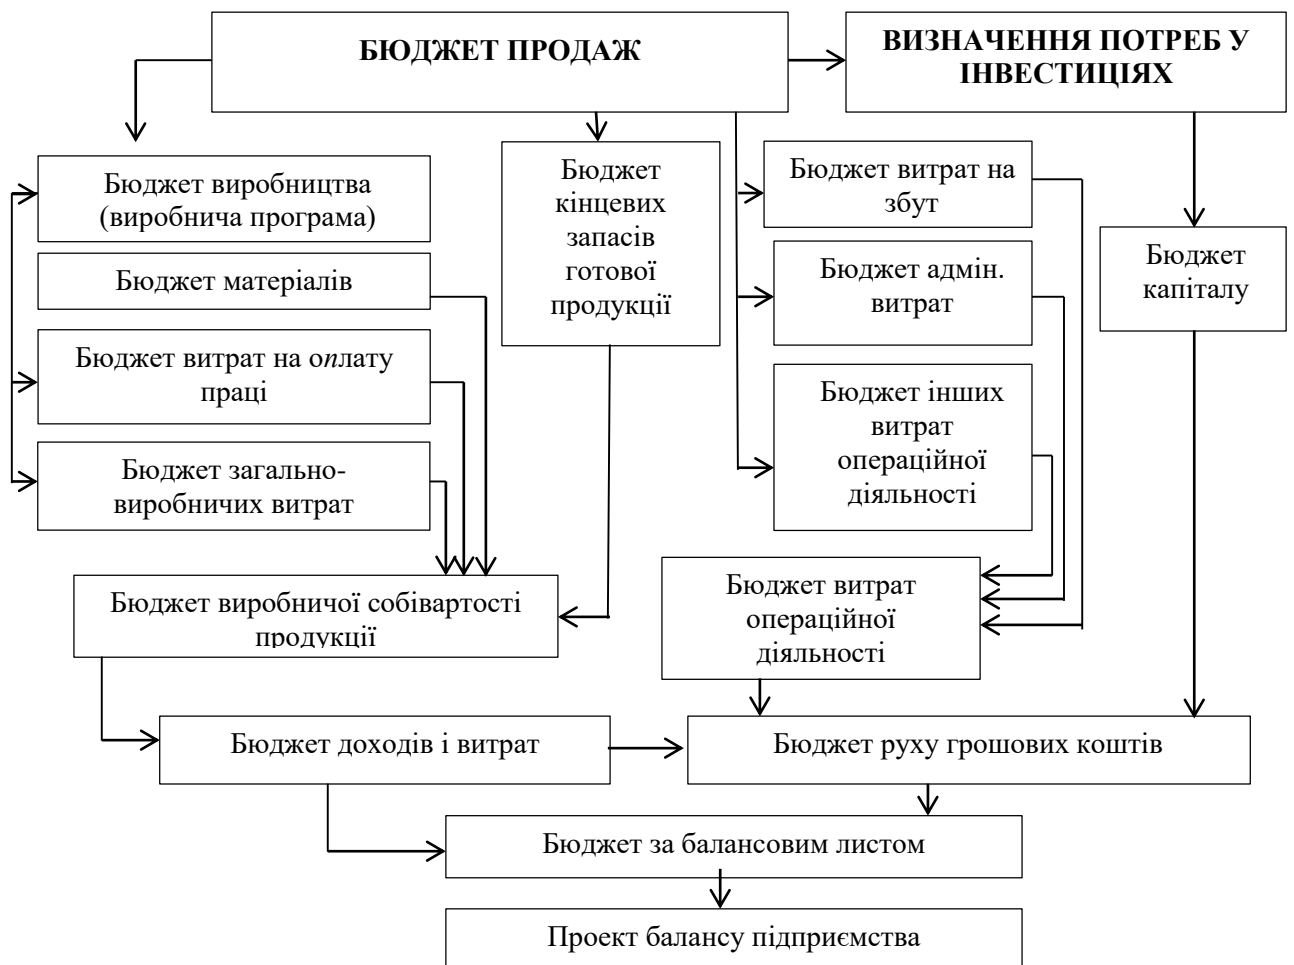 БЮДЖЕТ ПРОДАЖ
ВИЗНАЧЕННЯ ПОТРЕБ У
ІНВЕСТИЦІЯХ
Бюджет виробництва
(виробнича програма)
Бюджет матеріалів
Бюджет витрат на оплату
праці
Бюджет загально-
виробничих витрат
Бюджет
кінцевих
запасів
готової
продукції
Бюджет витрат на
збут
Бюджет адмін.
витрат
Бюджет інших
витрат
операційної
діяльності
Бюджет
капіталу
Бюджет виробничої собівартості
продукції
Бюджет витрат
операційної
діяльності
Бюджет доходів і витрат
Бюджет руху грошових коштів
Бюджет за балансовим листом
Проект балансу підприємства